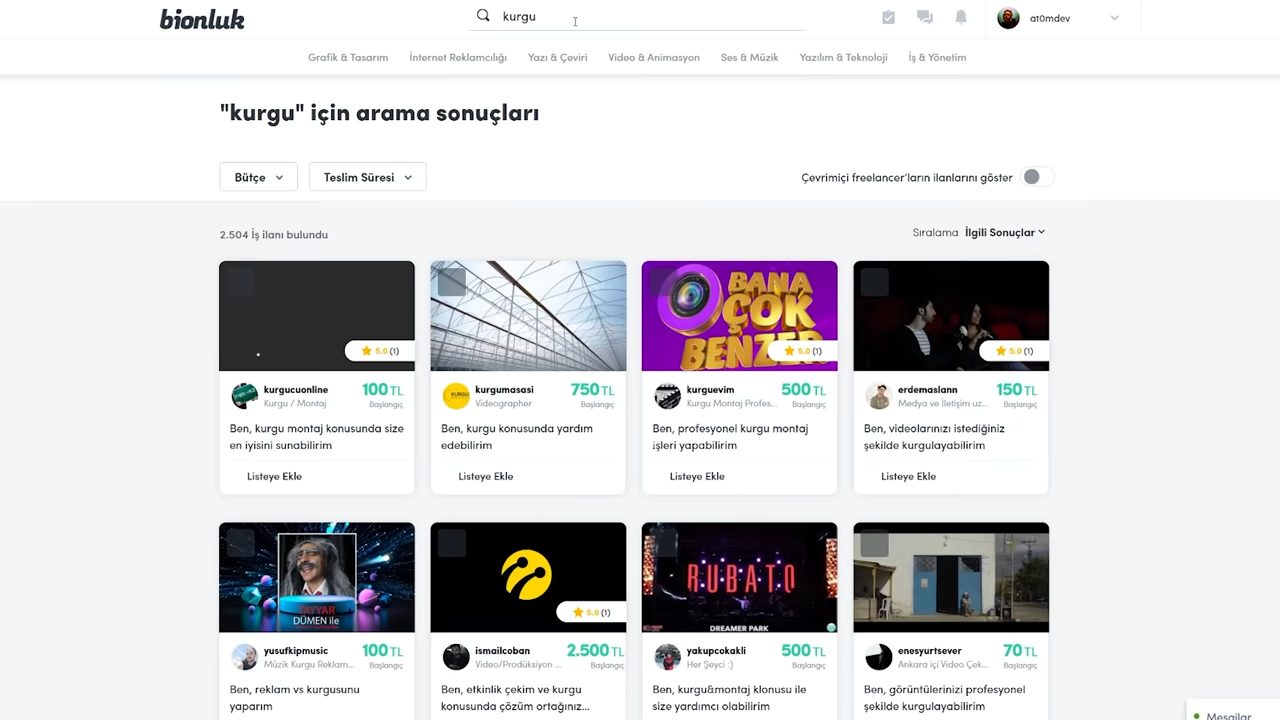 bionluk
kurgu
at0mdev
Grafik & Tasarım İnternet Reklamcılığı Yazı & Çeviri Video & Animasyon Ses & Müzik Yazılım & Teknoloji İş & Yönetim
"kurgu" için arama sonuçları
Bütçe Teslim Süresi Çevrimiçi freelancer'ların ilanlarını göster
2.504 İş ilanı bulundu Sıralama İlgili Sonuçlar
5.0 (1)
kurgucuonline 100 TL
Kurgu / Montaj Başlangıç
Ben, kurgu montaj konusunda size
en iyisini sunabilirim
Listeye Ekle
kurgumasasi 750 TL
Videographer Başlangıç
Ben, kurgu konusunda yardım
edebilirim
Listeye Ekle
BANA
ÇOK
BENZER
5.0 (1)
kurguevim 500 TL
Kurgu Montaj Profes... Başlangıç
Ben, profesyonel kurgu montaj
işleri yapabilirim
Listeye Ekle
5.0 (1)
erdemaslann 150 TL
Medya ve İletişim uz... Başlangıç
Ben, videolarınızı istediğiniz
şekilde kurgulayabilirim
Listeye Ekle
TAYYAR
DÜMEN ile
yusufkipmusic 100 TL
Müzik Kurgu Reklam... Başlangıç
Ben, reklam vs kurgusunu
yaparım
5.0 (1)
ismailcoban 2.500 TL
Video/Prodüksiyon ... Başlangıç
Ben, etkinlik çekim ve kurgu
konusunda çözüm ortağınız...
RUBATO
DREAMER PARK
yakupcokakli 500 TL
Her Şeyci :) Başlangıç
Ben, kurgu&montaj klonusu ile
size yardımcı olabilirim
enesyurtsever 70 TL
Ankara içi Video Çek... Başlangıç
Ben, görüntülerinizi profesyonel
şekilde kurgulayabilirim
Mesajlar